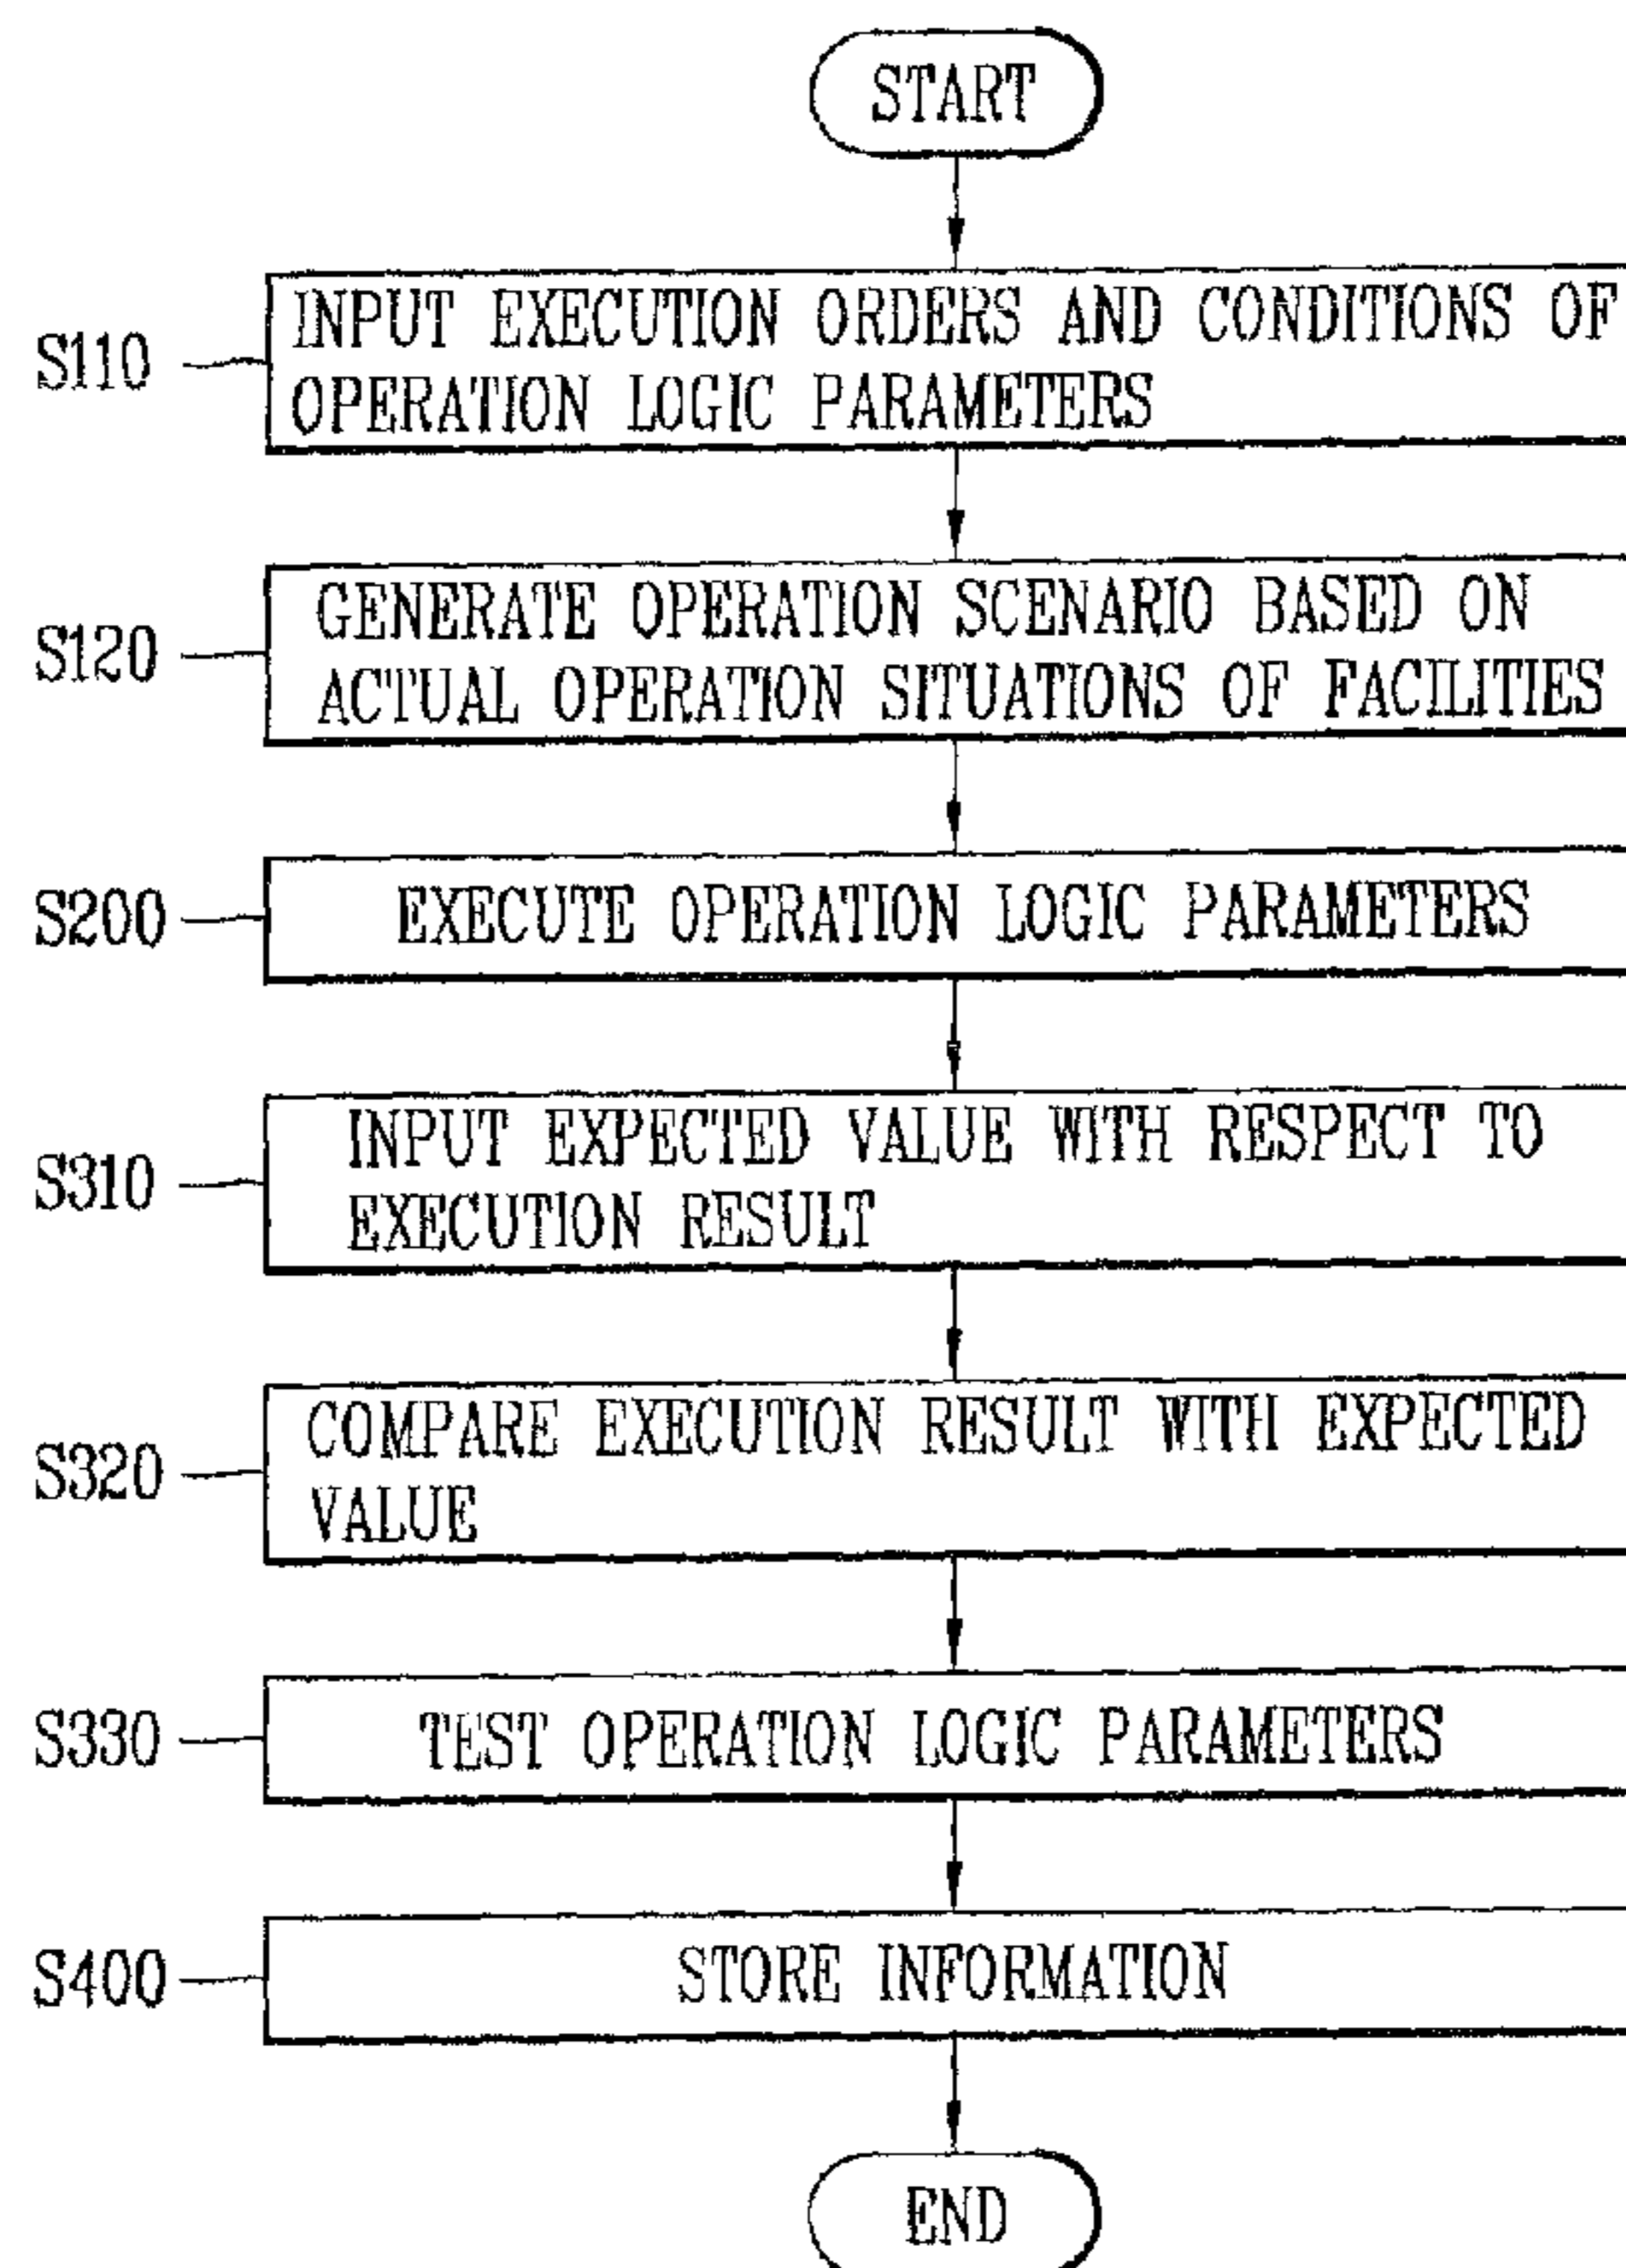 START
S110
INPUT EXECUTION ORDERS AND CONDITIONS OF
OPERATION LOGIC PARAMETERS
S120
GENERATE OPERATION SCENARIO BASED ON
ACTUAL OPERATION SITUATIONS OF FACILITIES
S200
EXECUTE OPERATION LOGIC PARAMETERS
S310
INPUT EXPECTED VALUE WITH RESPECT TO
EXECUTION RESULT
S320
COMPARE EXECUTION RESULT WITH EXPECTED
VALUE
S330
TEST OPERATION LOGIC PARAMETERS
S400
STORE INFORMATION
END